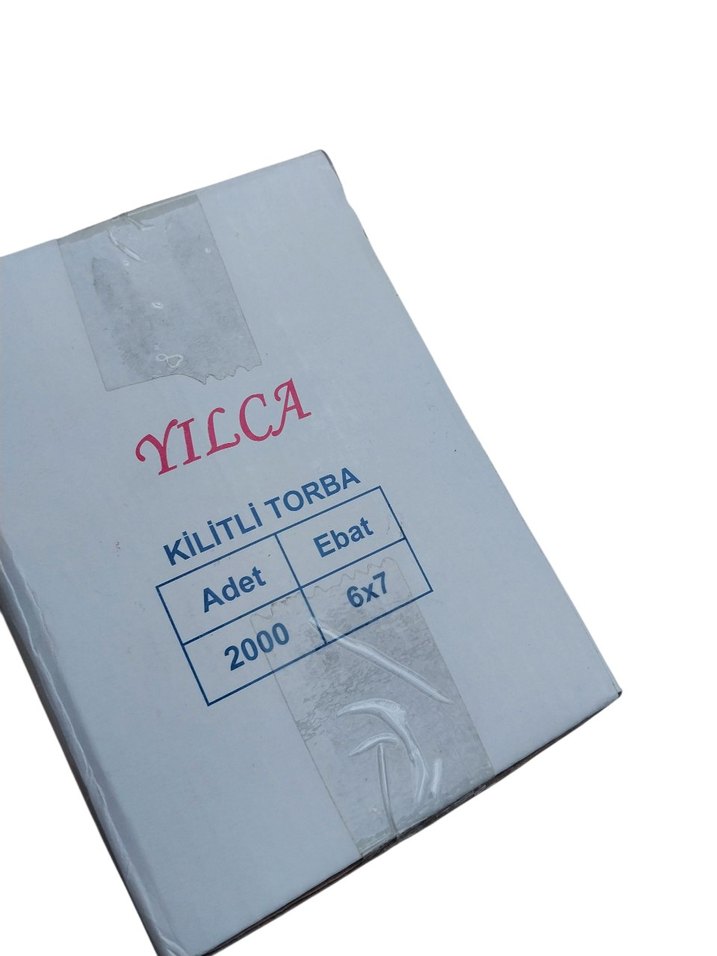 YILCA
KİLİTLİ TORBA
Adet Ebat
2000 6x7